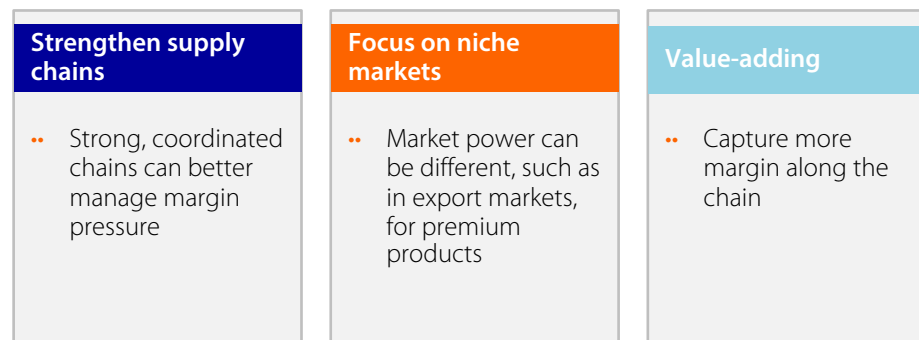 Strengthen supply
chains
•• Strong, coordinated
chains can better
manage margin
pressure
Focus on niche
markets
•• Market power can
be different, such as
in export markets,
for premium
products
Value-adding
•• Capture more
margin along the
chain